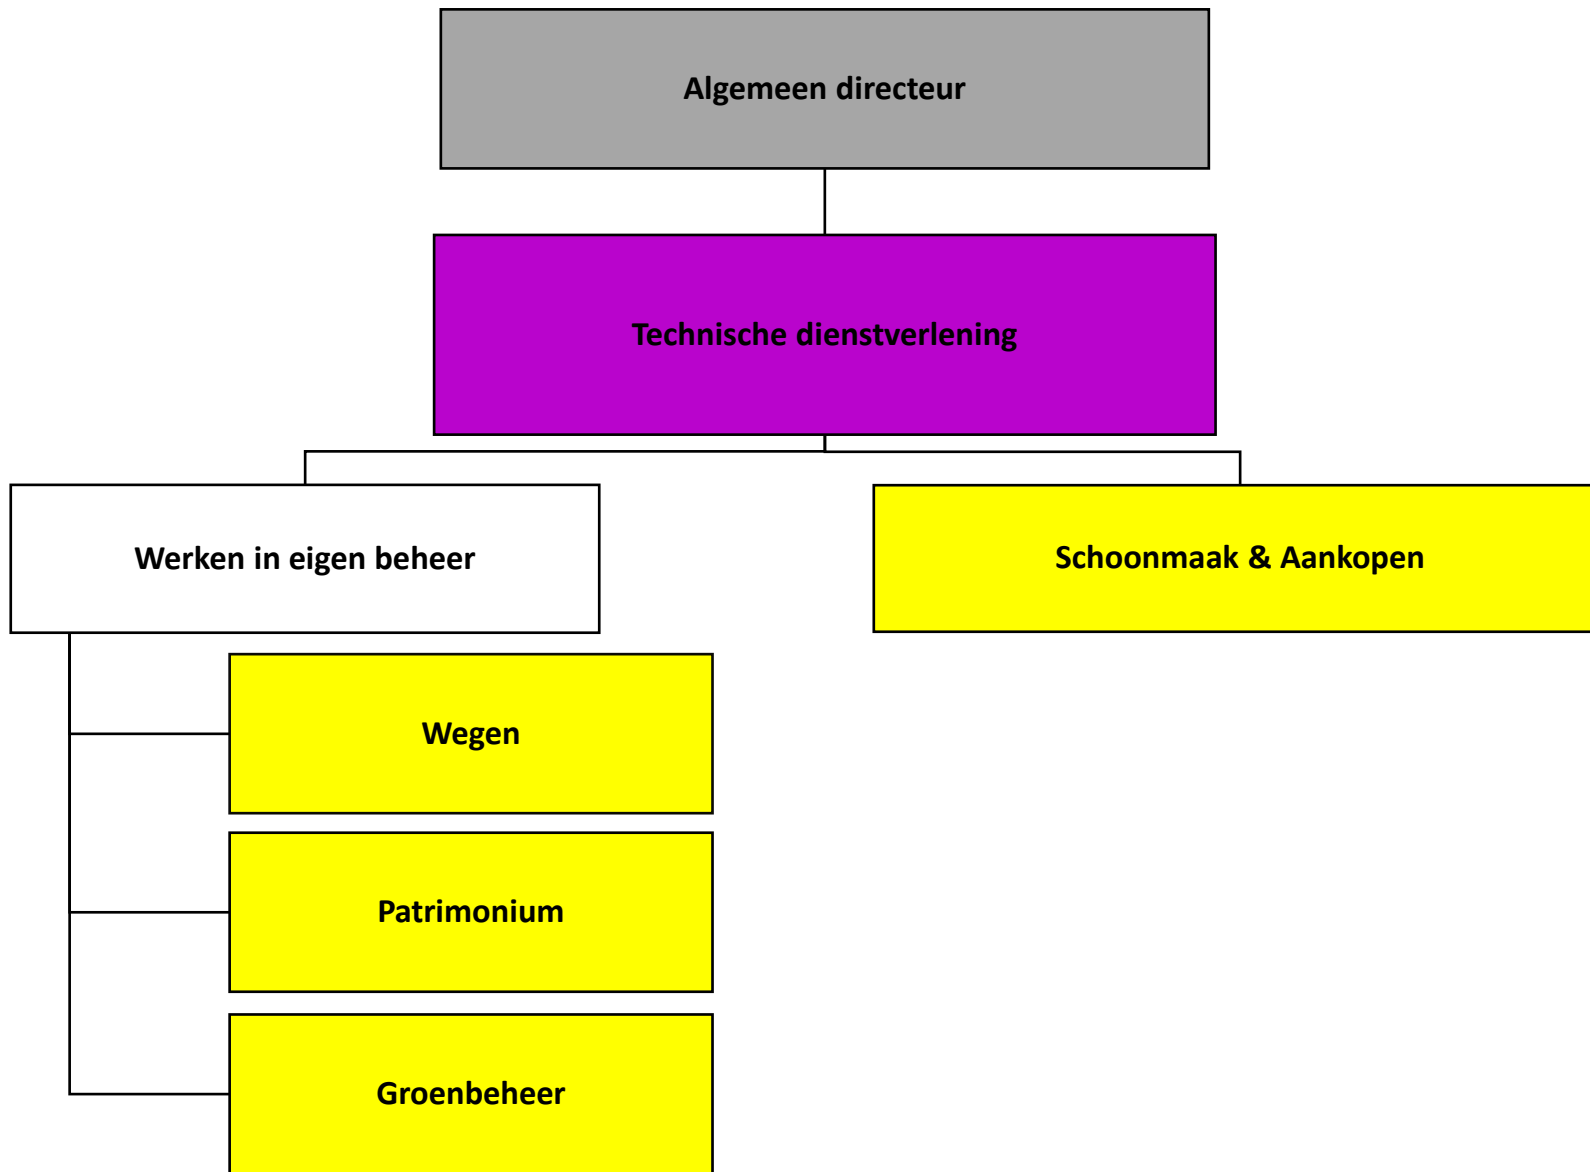 Algemeen directeur
Technische dienstverlening
Werken in eigen beheer
Schoonmaak & Aankopen
Wegen
Patrimonium
Groenbeheer